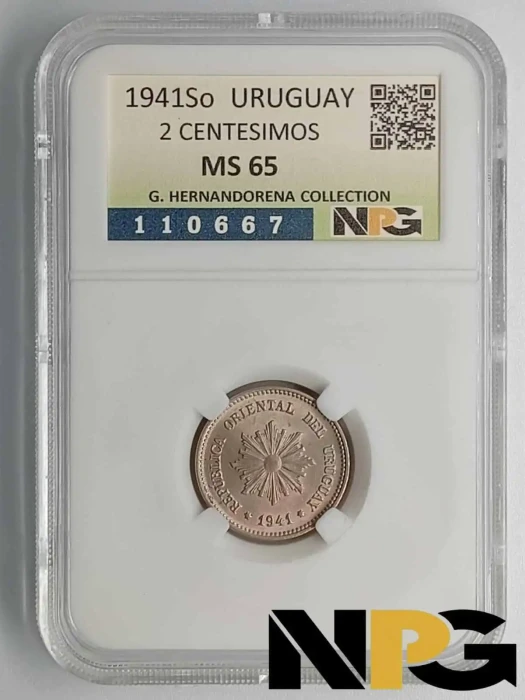 1941So URUGUAY
2 CENTESIMOS
MS 65
G. HERNANDORENA COLLECTION
110667
NPG
REPUBLICA ORIENTAL DEL URUGUAY
1941
NPG